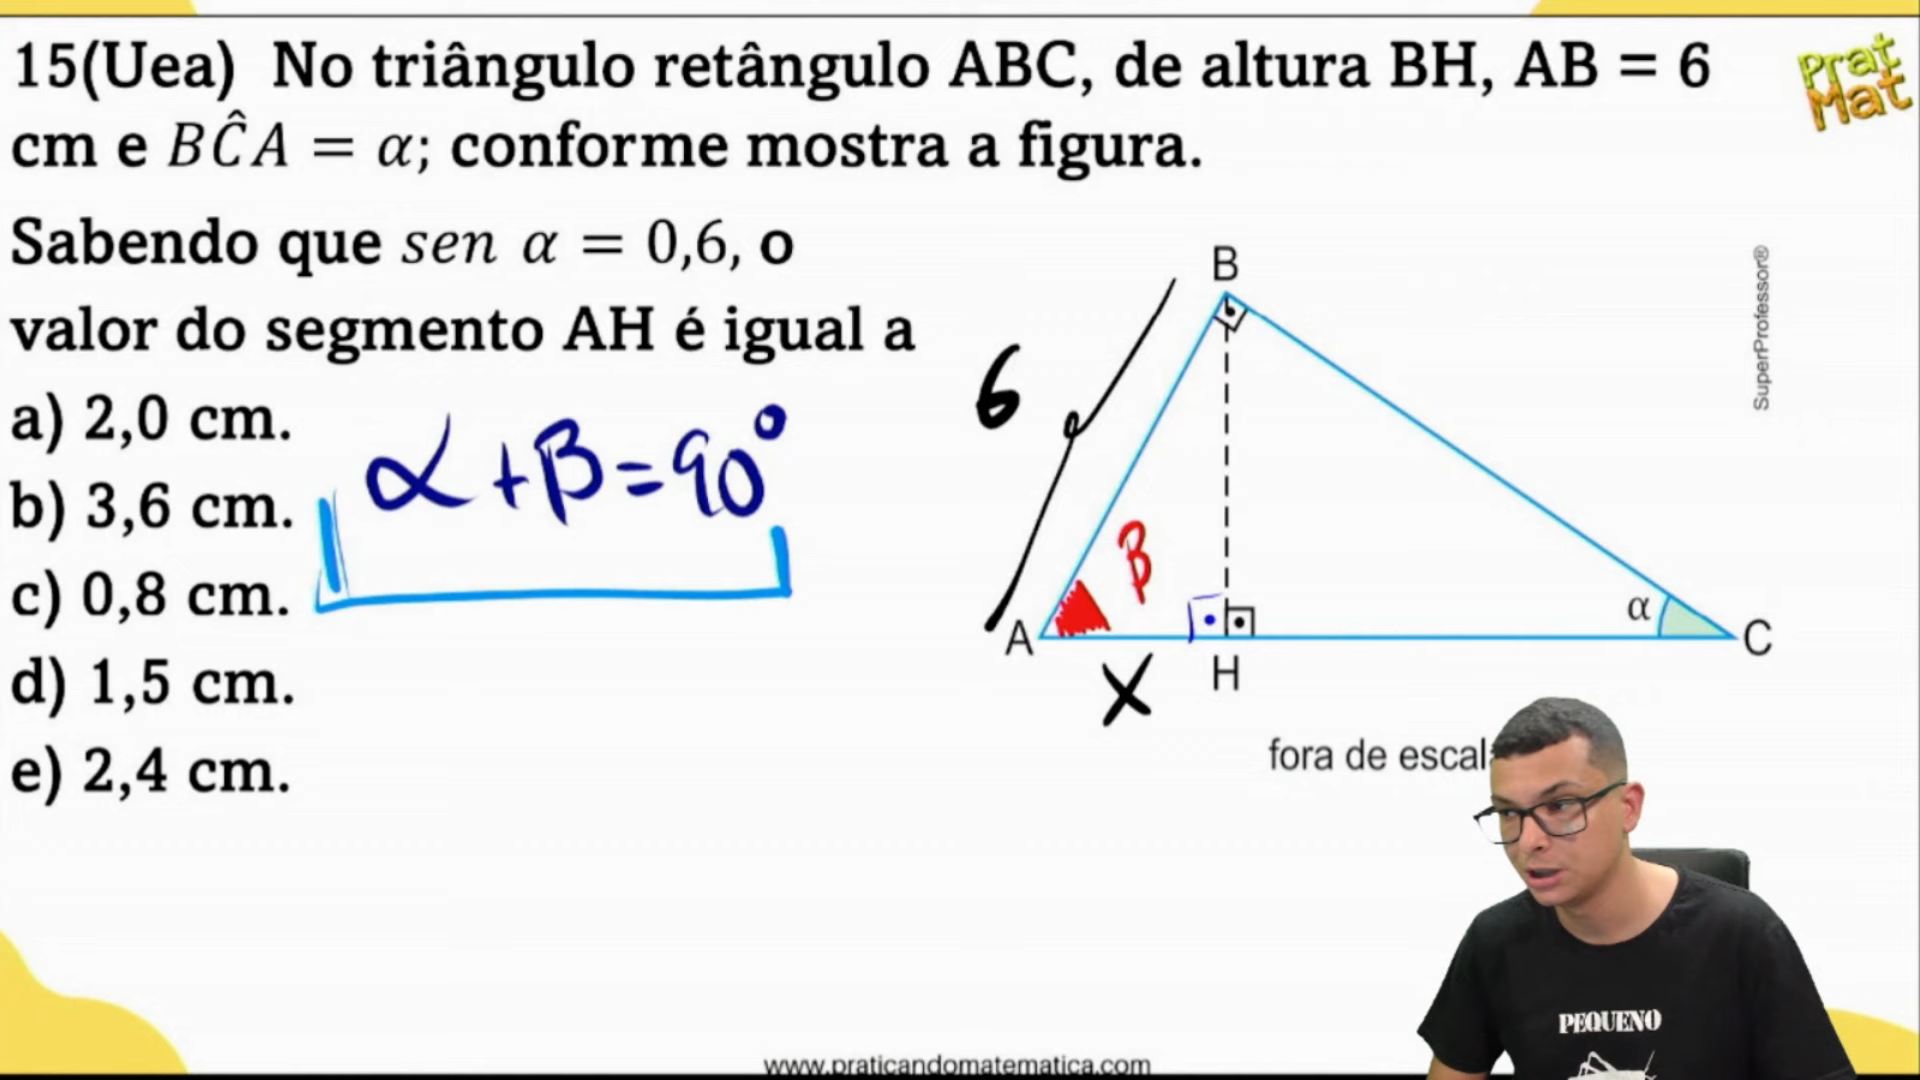 15(Uea) No triângulo retângulo ABC, de altura BH, AB = 6
cm e BĈA = α; conforme mostra a figura.
Sabendo que sen α = 0,6, o
valor do segmento AH é igual a
a) 2,0 cm.
b) 3,6 cm.
c) 0,8 cm.
d) 1,5 cm.
e) 2,4 cm.
α+β=90°
Prat
Mat
SuperProfessor®
B
6
β
α
A
C
X
H
fora de escal
PEQUENO
www.praticandomatematica.com